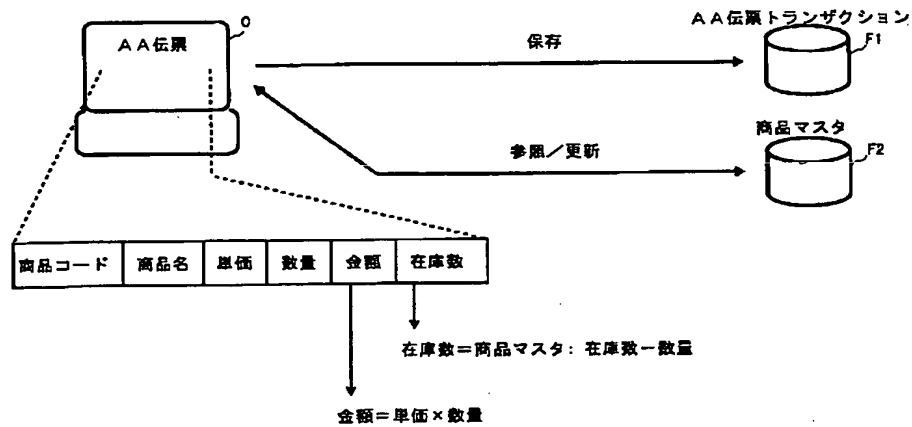 AA伝票
O
保存
AA伝票トランザクション
F1
参照／更新
商品マスタ
F2
商品コード 商品名 単価 数量 金額 在庫数
在庫数＝商品マスタ：在庫数－数量
金額＝単価×数量